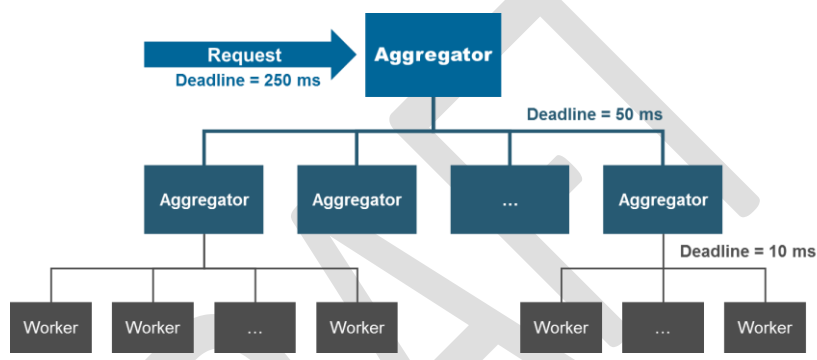 Request
Aggregator
Deadline = 250 ms
Deadline = 50 ms
Aggregator
Aggregator
...
Aggregator
Deadline = 10 ms
Worker
Worker
...
Worker
Worker
...
Worker